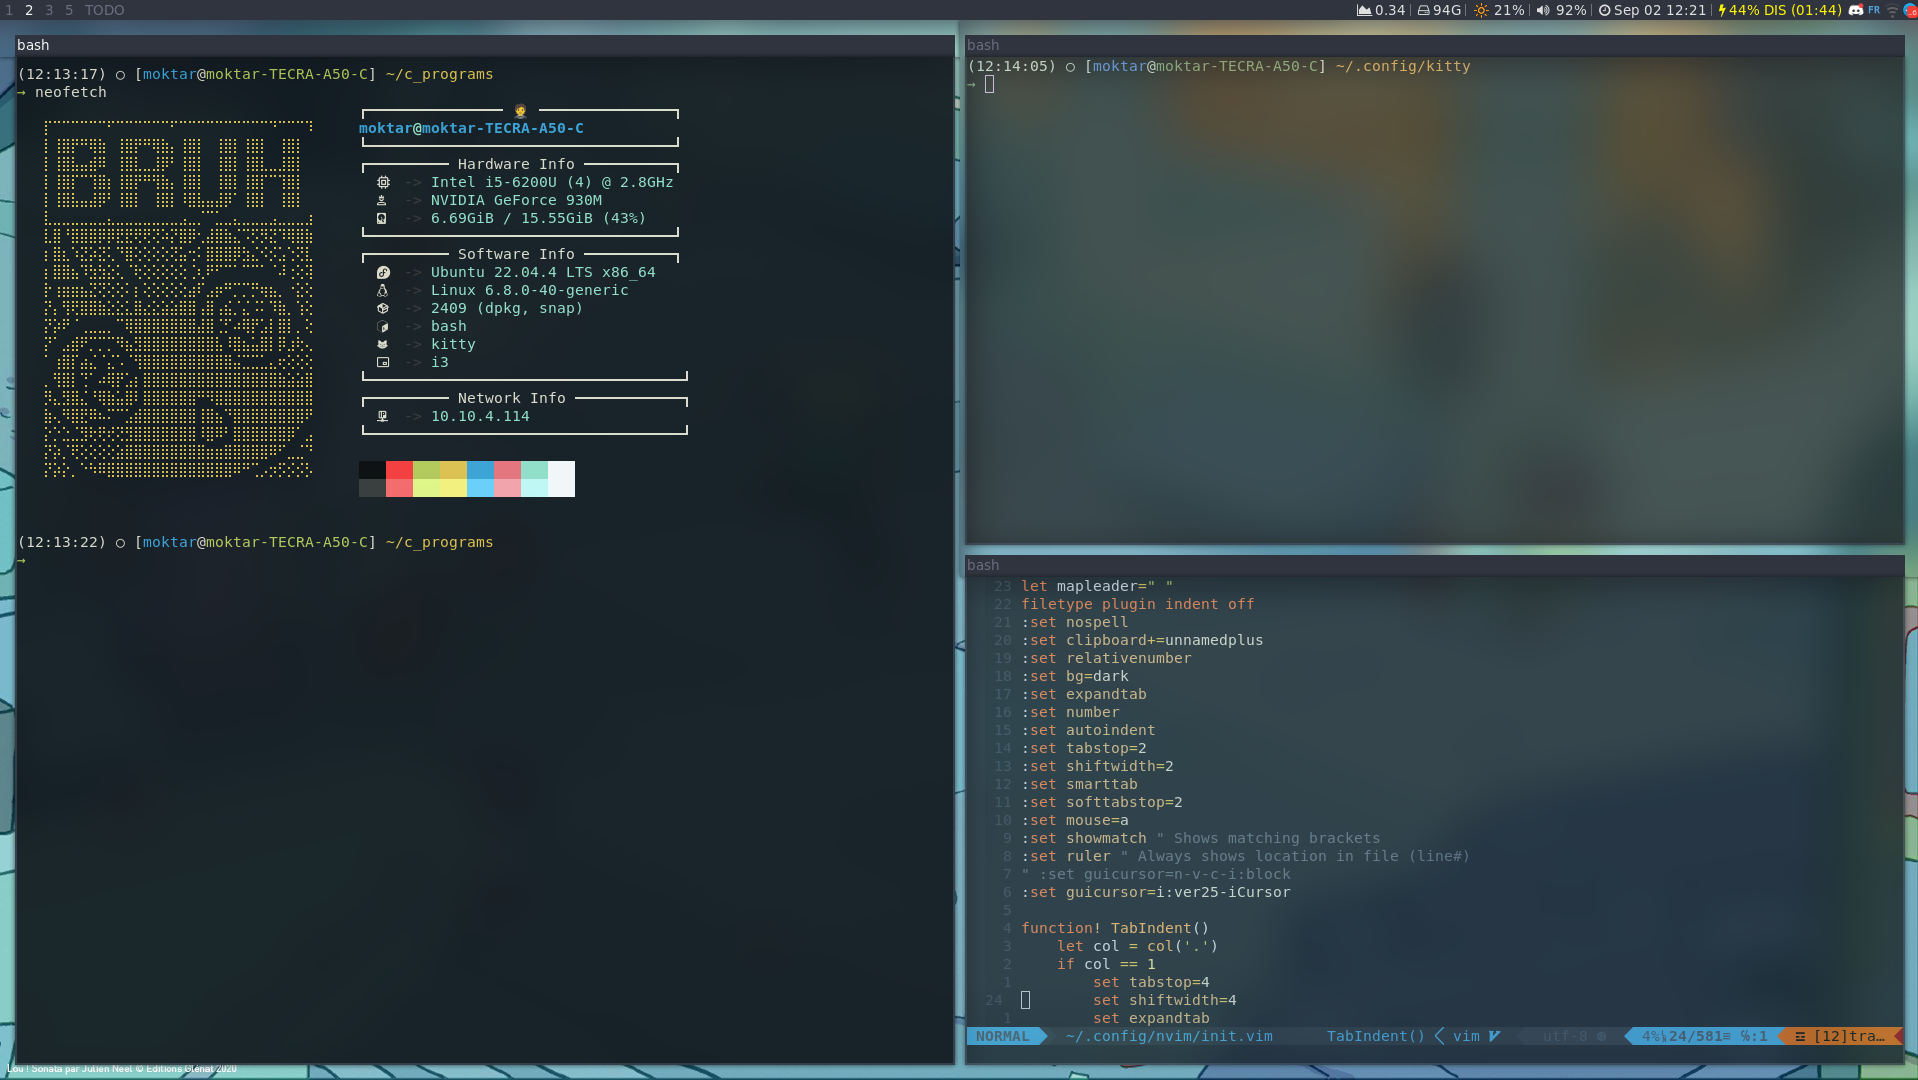 1 2 3 5 TODO
0.34 | 94G | 21% | 92% | Sep 02 12:21 | 44% DIS (01:44) FR
bash
(12:13:17) ○ [moktar@moktar-TECRA-A50-C] ~/c_programs
→ neofetch
BRUH
moktar@moktar-TECRA-A50-C
Hardware Info
-> Intel i5-6200U (4) @ 2.8GHz
-> NVIDIA GeForce 930M
-> 6.69GiB / 15.55GiB (43%)
Software Info
-> Ubuntu 22.04.4 LTS x86_64
-> Linux 6.8.0-40-generic
-> 2409 (dpkg, snap)
-> bash
-> kitty
-> i3
Network Info
-> 10.10.4.114
(12:13:22) ○ [moktar@moktar-TECRA-A50-C] ~/c_programs
→
bash
(12:14:05) ○ [moktar@moktar-TECRA-A50-C] ~/.config/kitty
→
bash
23 let mapleader=" "
22 filetype plugin indent off
21 :set nospell
20 :set clipboard+=unnamedplus
19 :set relativenumber
18 :set bg=dark
17 :set expandtab
16 :set number
15 :set autoindent
14 :set tabstop=2
13 :set shiftwidth=2
12 :set smarttab
11 :set softtabstop=2
10 :set mouse=a
9 :set showmatch " Shows matching brackets
8 :set ruler " Always shows location in file (line#)
7 " :set guicursor=n-v-c-i:block
6 :set guicursor=i:ver25-iCursor
5
4 function! TabIndent()
3     let col = col('.')
2     if col == 1
1         set tabstop=4
24         set shiftwidth=4
1         set expandtab
NORMAL ~/.config/nvim/init.vim TabIndent() vim utf-8 4% 24/581≡ ℅:1 ☲ [12]tra…
Lou ! Sonata par Julien Neel © Editions Glénat 2020